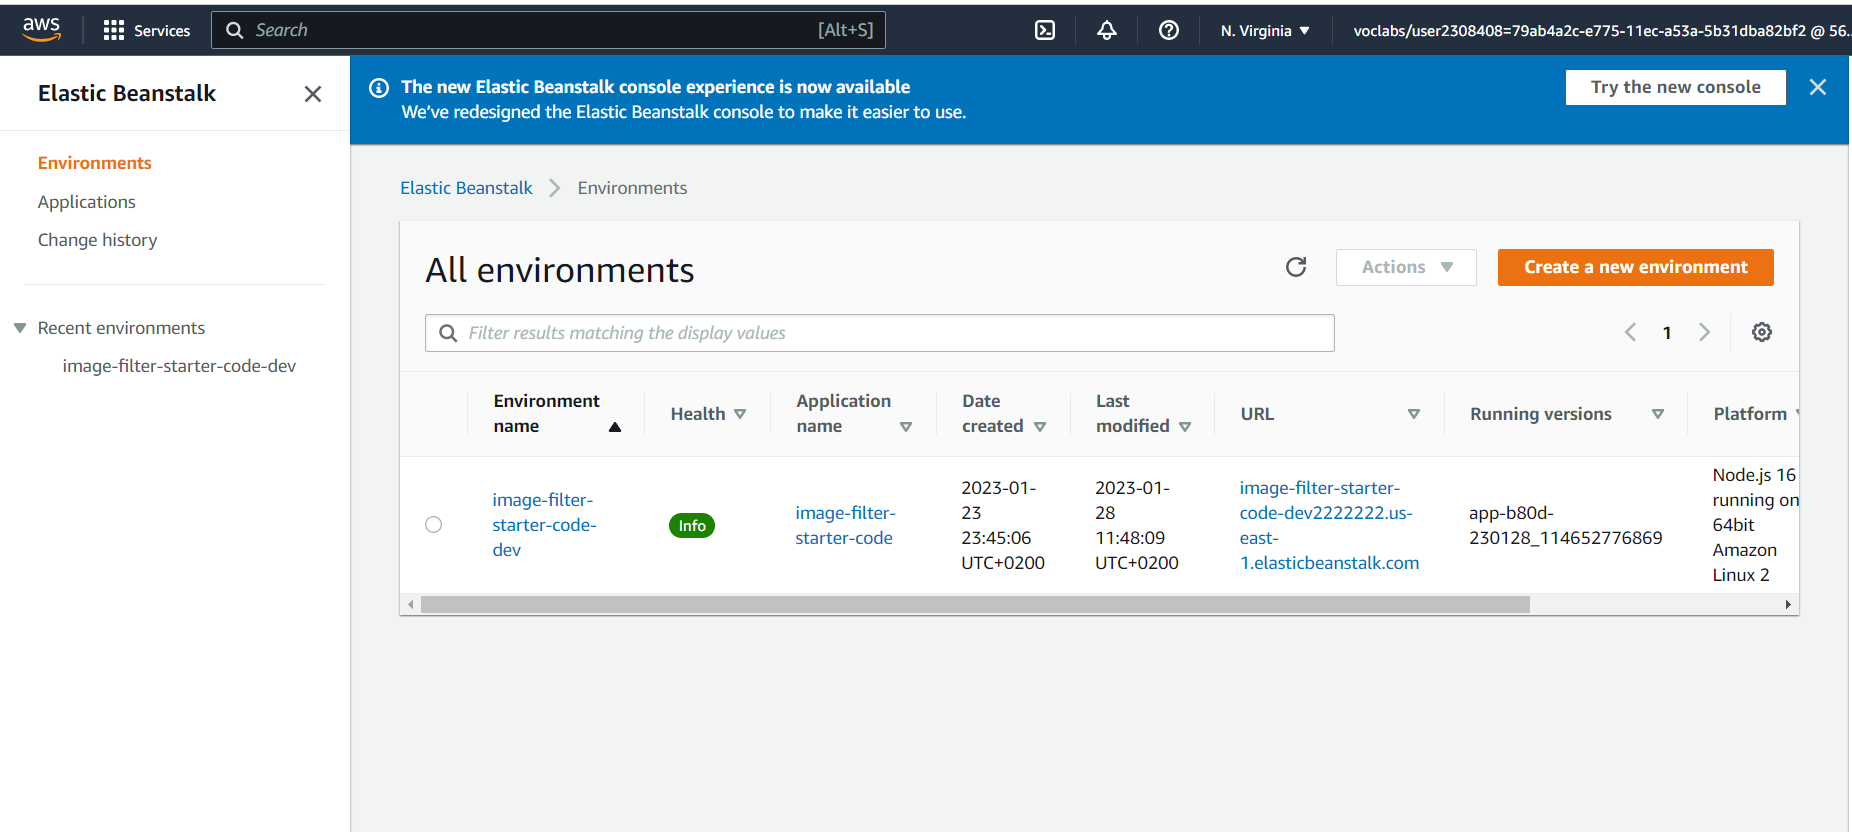 aws
Services
Search
[Alt+S]
N. Virginia
voclabs/user2308408=79ab4a2c-e775-11ec-a53a-5b31dba82bf2 @ 56...
Elastic Beanstalk
Environments
Applications
Change history
Recent environments
image-filter-starter-code-dev
The new Elastic Beanstalk console experience is now available
We've redesigned the Elastic Beanstalk console to make it easier to use.
Try the new console
Elastic Beanstalk
Environments
All environments
Actions
Create a new environment
Filter results matching the display values
1
Environment
name
Health
Application
name
Date
created
Last
modified
URL
Running versions
Platform
image-filter-
starter-code-
dev
Info
image-filter-
starter-code
2023-01-
23
23:45:06
UTC+0200
2023-01-
28
11:48:09
UTC+0200
image-filter-starter-
code-dev2222222.us-
east-
1.elasticbeanstalk.com
app-b80d-
230128_114652776869
Node.js 16
running on
64bit
Amazon
Linux 2